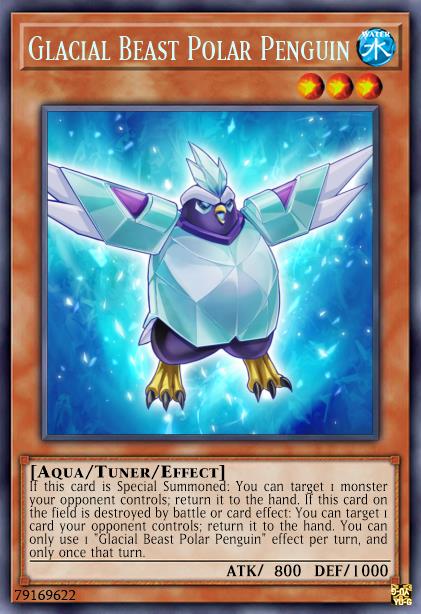 Glacial Beast Polar Penguin
WATER
水
[Aqua/Tuner/Effect]
If this card is Special Summoned: You can target 1 monster
your opponent controls; return it to the hand. If this card on
the field is destroyed by battle or card effect: You can target 1
card your opponent controls; return it to the hand. You can
only use 1 "Glacial Beast Polar Penguin" effect per turn, and
only once that turn.
ATK/ 800 DEF/1000
79169622